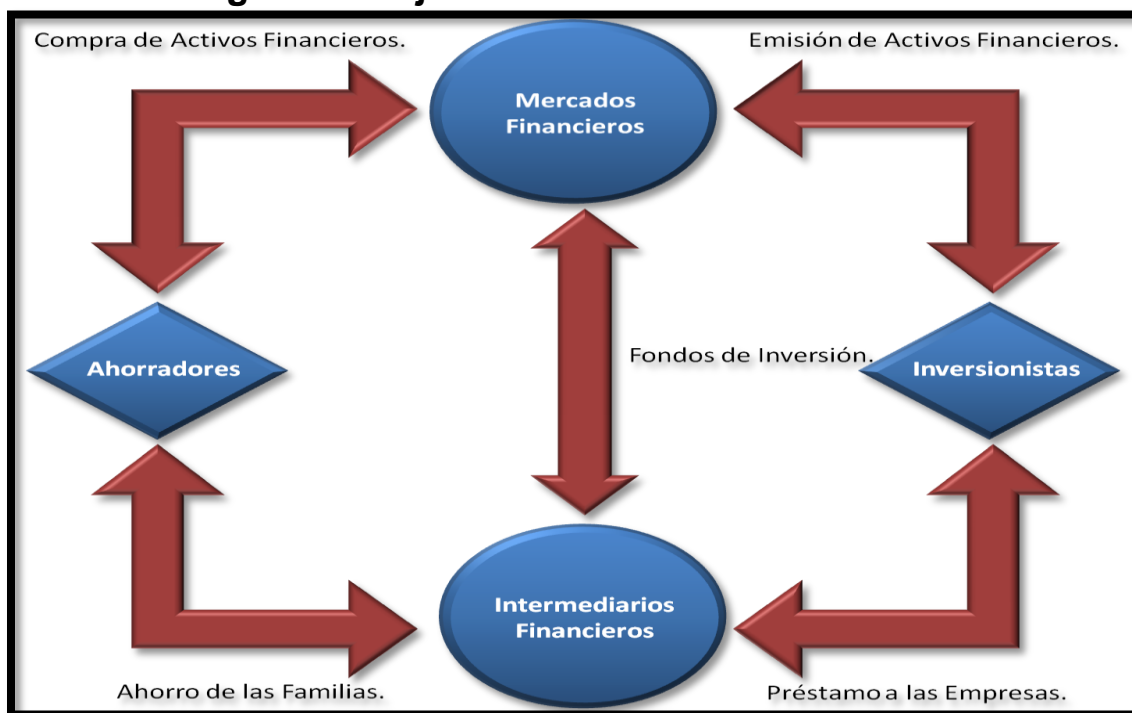 Compra de Activos Financieros.
Emisión de Activos Financieros.
Mercados
Financieros
Ahorradores
Fondos de Inversión.
Inversionistas
Intermediarios
Financieros
Ahorro de las Familias.
Préstamo a las Empresas.